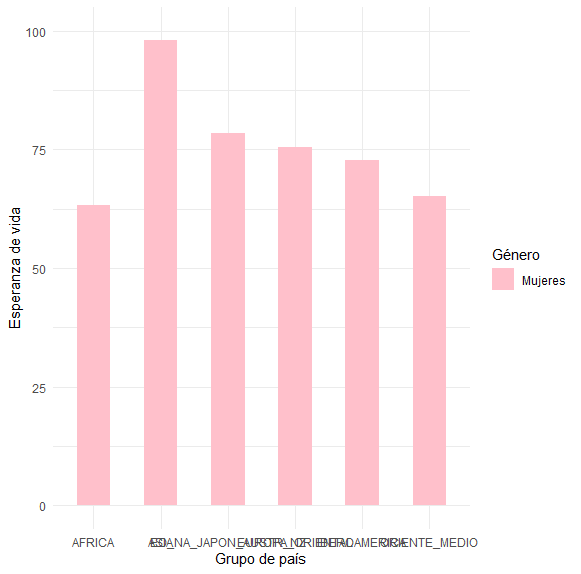 100
75
50
25
0
Esperanza de vida
AFRICA
ORIENTE_MEDIO
Grupo de país
Género
Mujeres